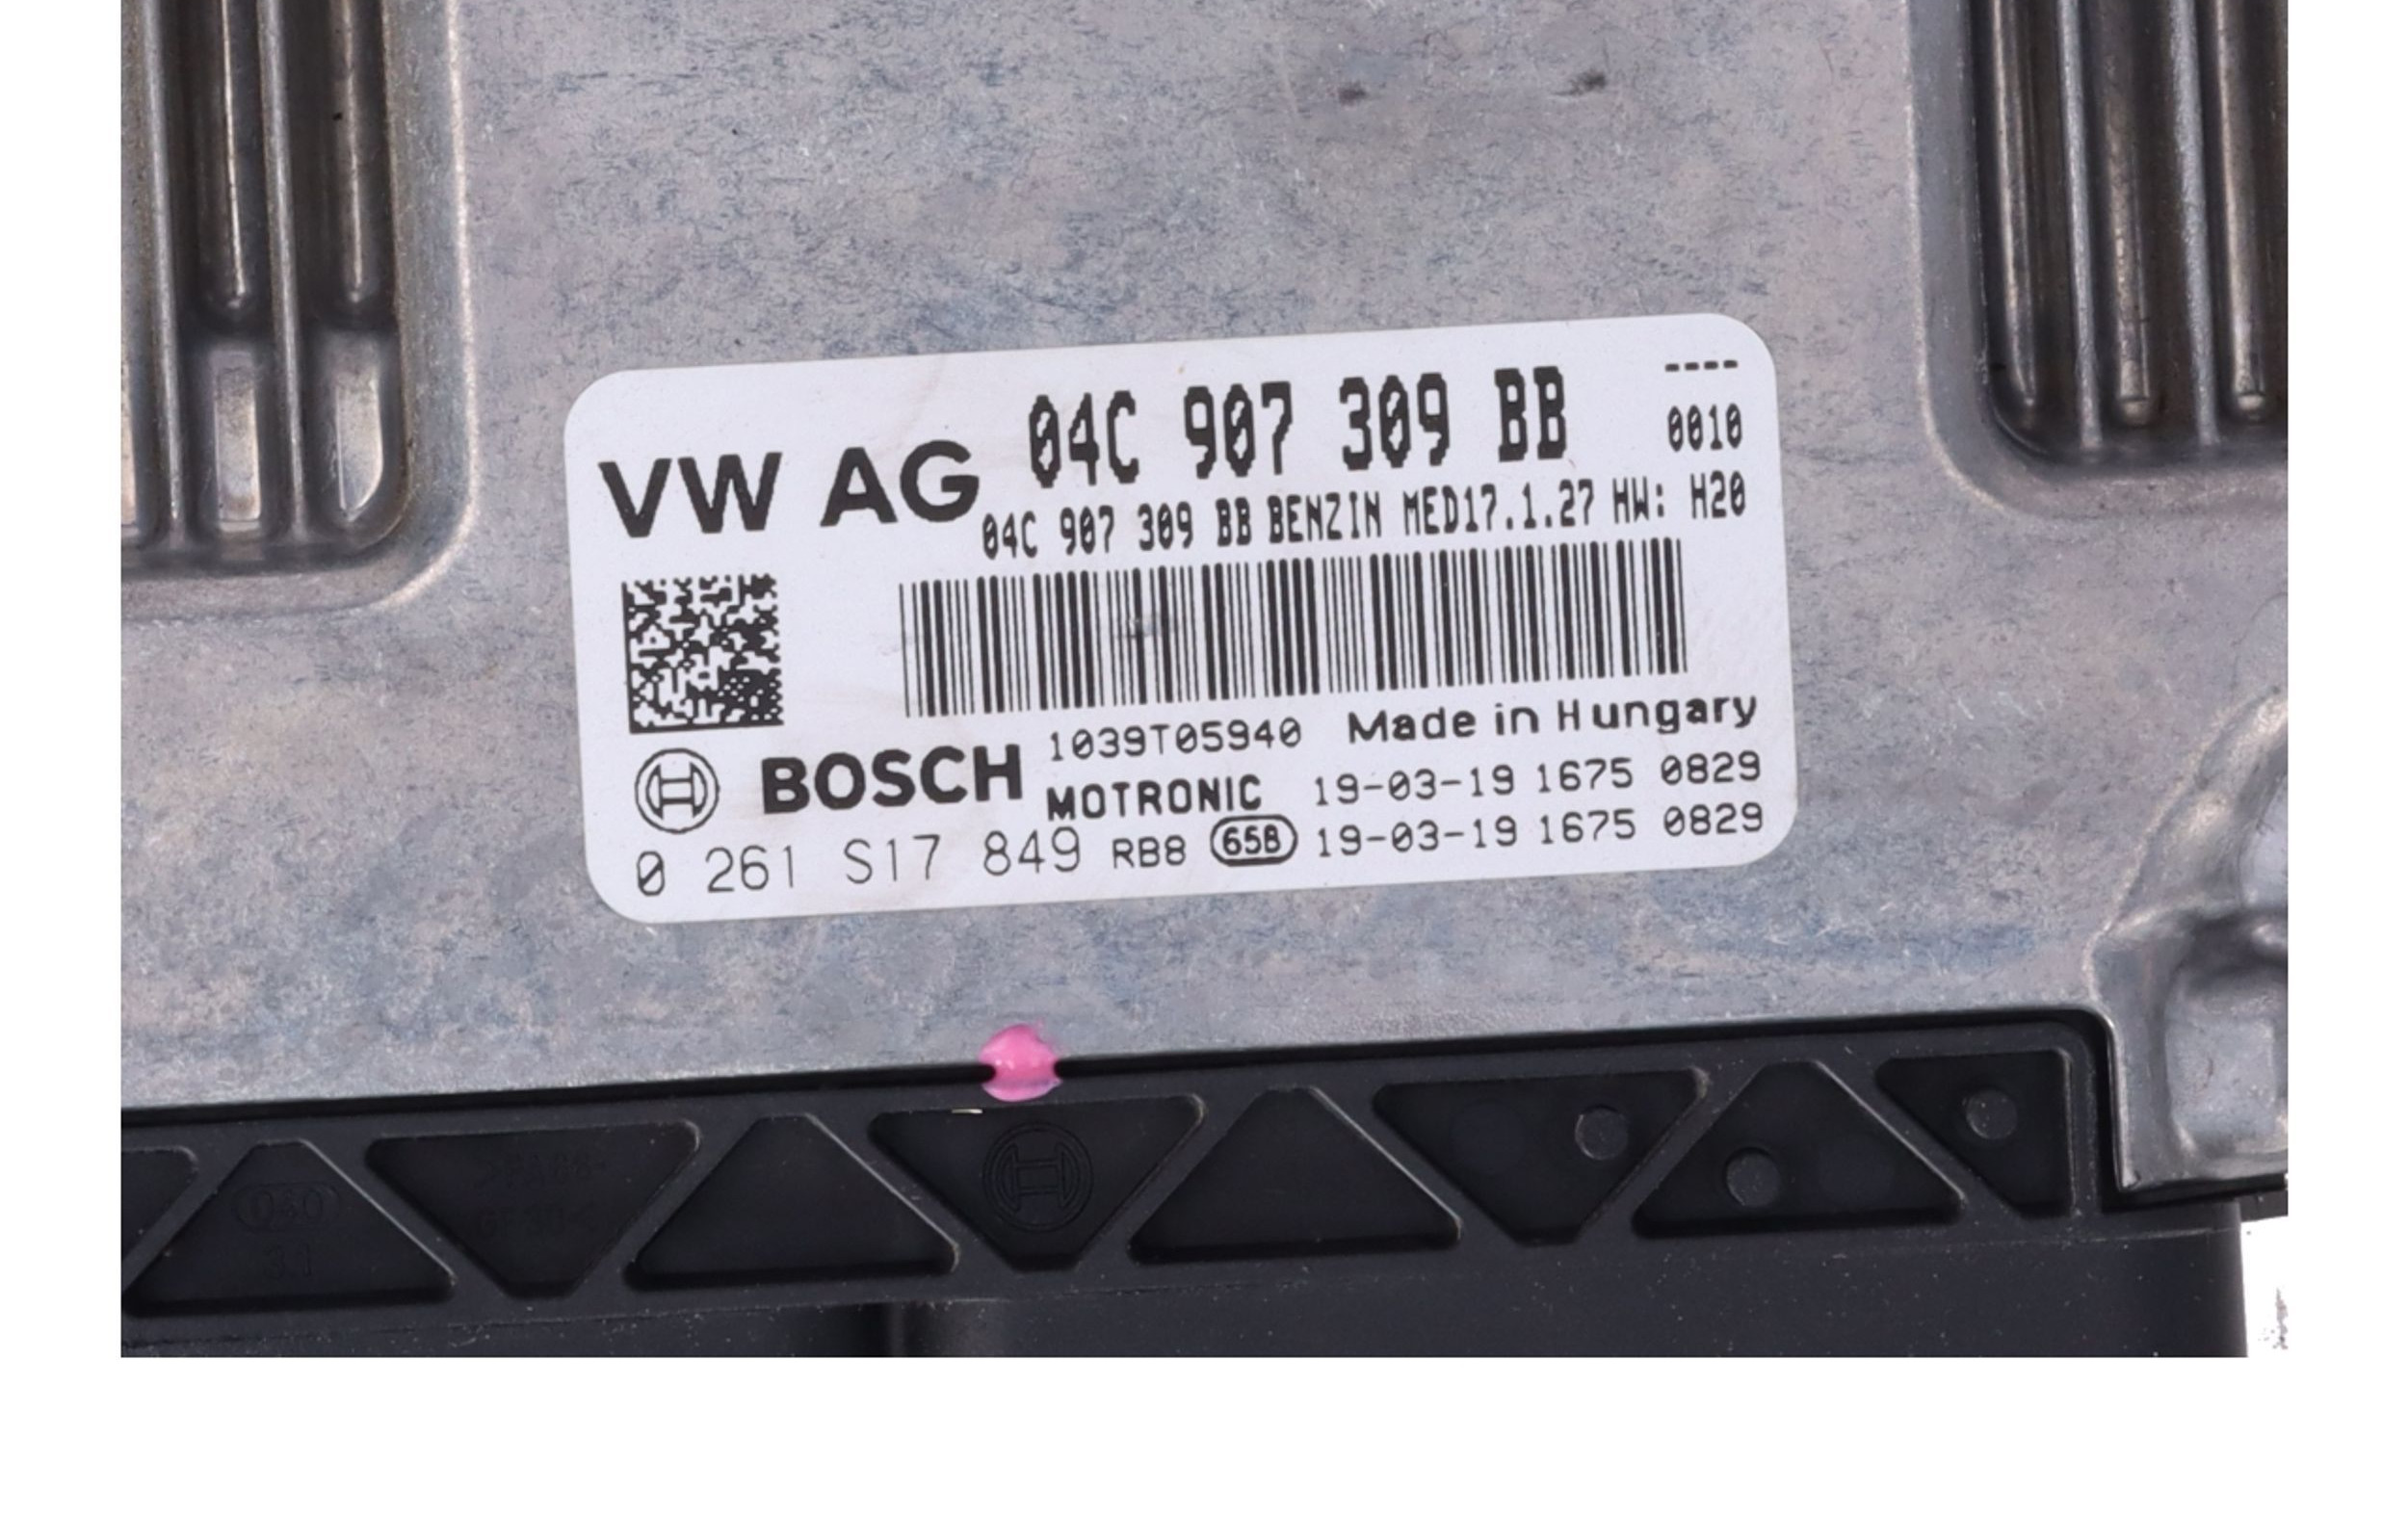 VW AG 04C 907 309 BB ----
0010
04C 907 309 BB BENZIN MED17.1.27 HW: H20
1039T05940 Made in Hungary
BOSCH MOTRONIC 19-03-19 1675 0829
0 261 S17 849 RB8 65B 19-03-19 1675 0829
31